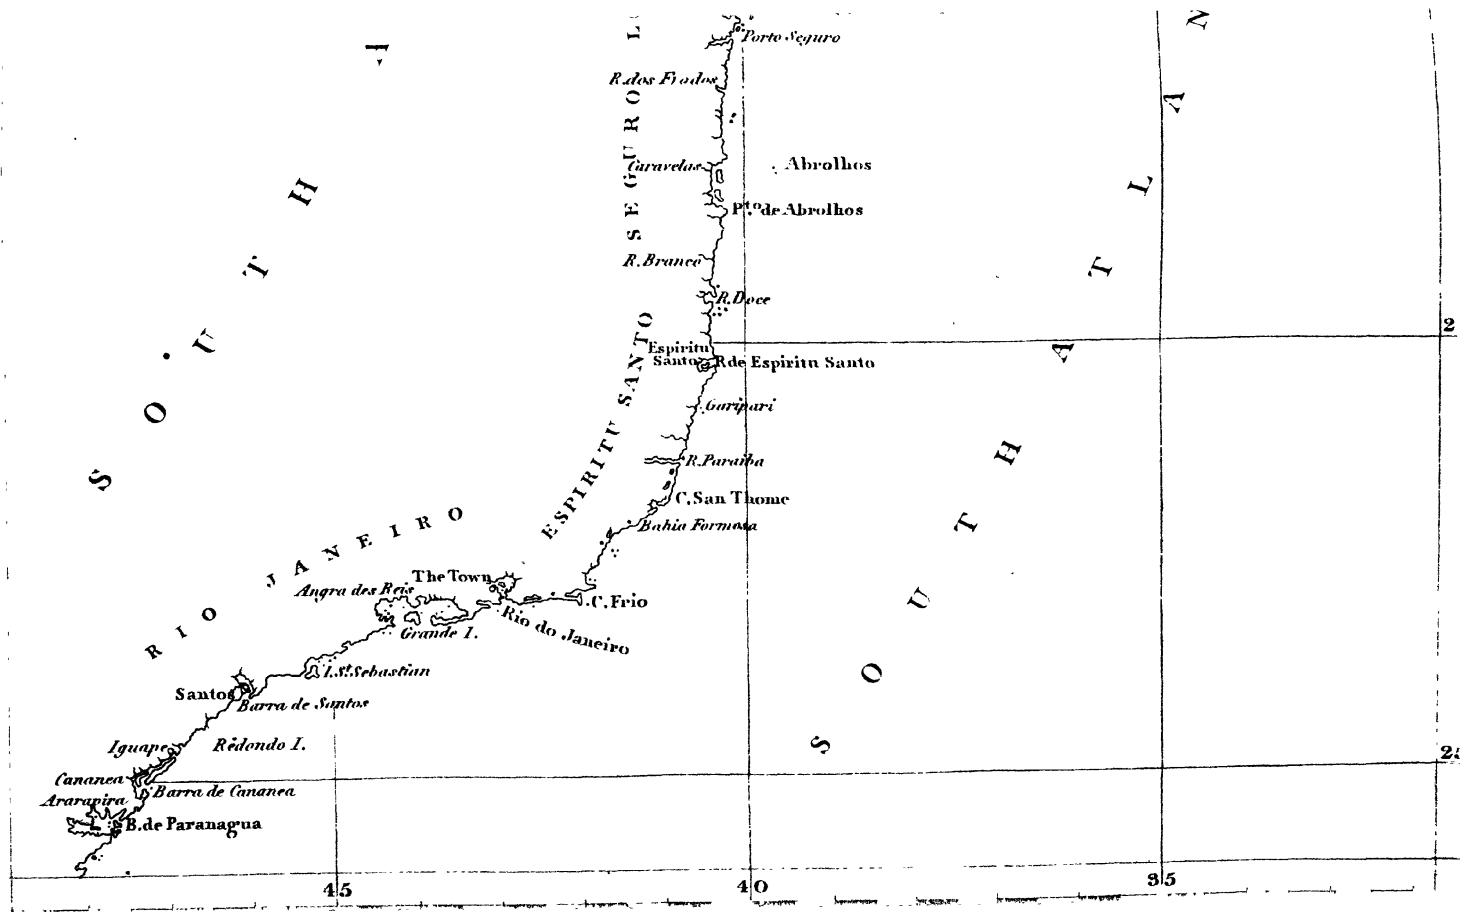 Porto Seguro
R. dos Frados
SEGURO
Caravelas
Abrolhos
Pto. de Abrolhos
R. Branco
R. Doce
Espiritu
Santo
R de Espiritu Santo
ESPIRITU SANTO
Garipari
R. Paraiba
C. San Thome
Bahia Formosa
RIO JANEIRO
The Town
Angra des Reis
C. Frio
Rio do Janeiro
Grande I.
I. St. Sebastian
Santos
Barra de Santos
Iguape
Redondo I.
Cananea
Barra de Cananea
Ararapira
B. de Paranagua
SOUTH
SOUTH ATLAN
2
25
45
40
35